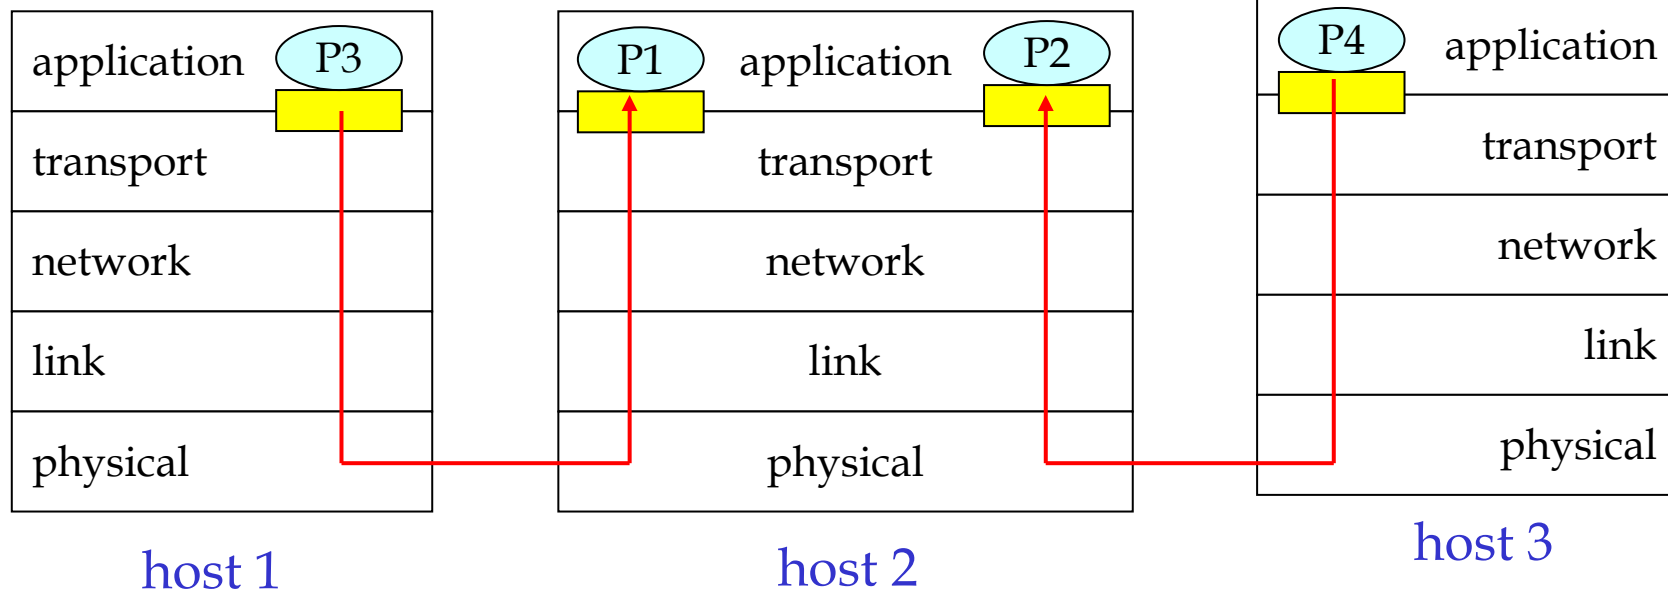 application
P3
transport
network
link
physical
host 1
P1
application
P2
transport
network
link
physical
host 2
P4
application
transport
network
link
physical
host 3